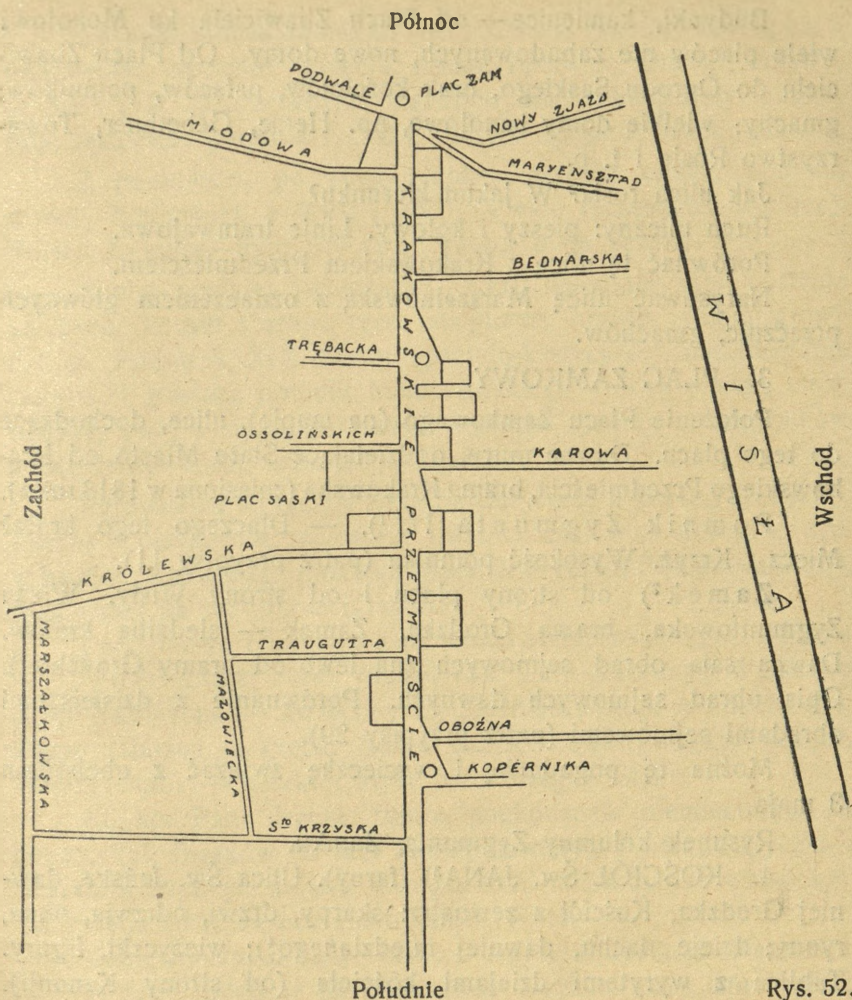 Północ
PODWALE
PLAC ZAM
MIODOWA
NOWY ZJAZD
MARYENSZTAD
KRAKOWSKIE PRZEDMIEŚCIE
BEDNARSKA
WISŁA
TRĘBACKA
OSSOLIŃSKICH
KAROWA
Zachód
Wschód
PLAC SASKI
KRÓLEWSKA
MARSZAŁKOWSKA
TRAUGUTTA
MAZOWIECKA
OBOŹNA
KOPERNIKA
Sto KRZYSKA
Południe
Rys. 52.